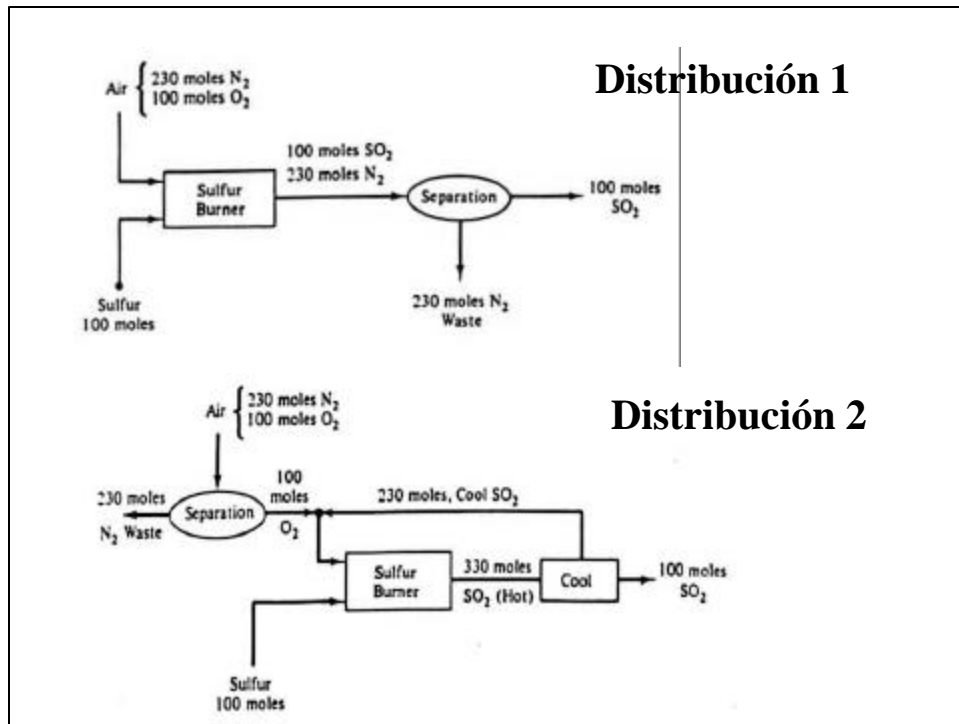 Distribución 1
Air { 230 moles N₂
100 moles O₂
100 moles SO₂
230 moles N₂
Sulfur
Burner
Separation
100 moles
SO₂
Sulfur
100 moles
230 moles N₂
Waste
Distribución 2
Air { 230 moles N₂
100 moles O₂
230 moles
N₂ Waste
Separation
100
moles
O₂
230 moles, Cool SO₂
Sulfur
Burner
330 moles
SO₂ (Hot)
Cool
100 moles
SO₂
Sulfur
100 moles